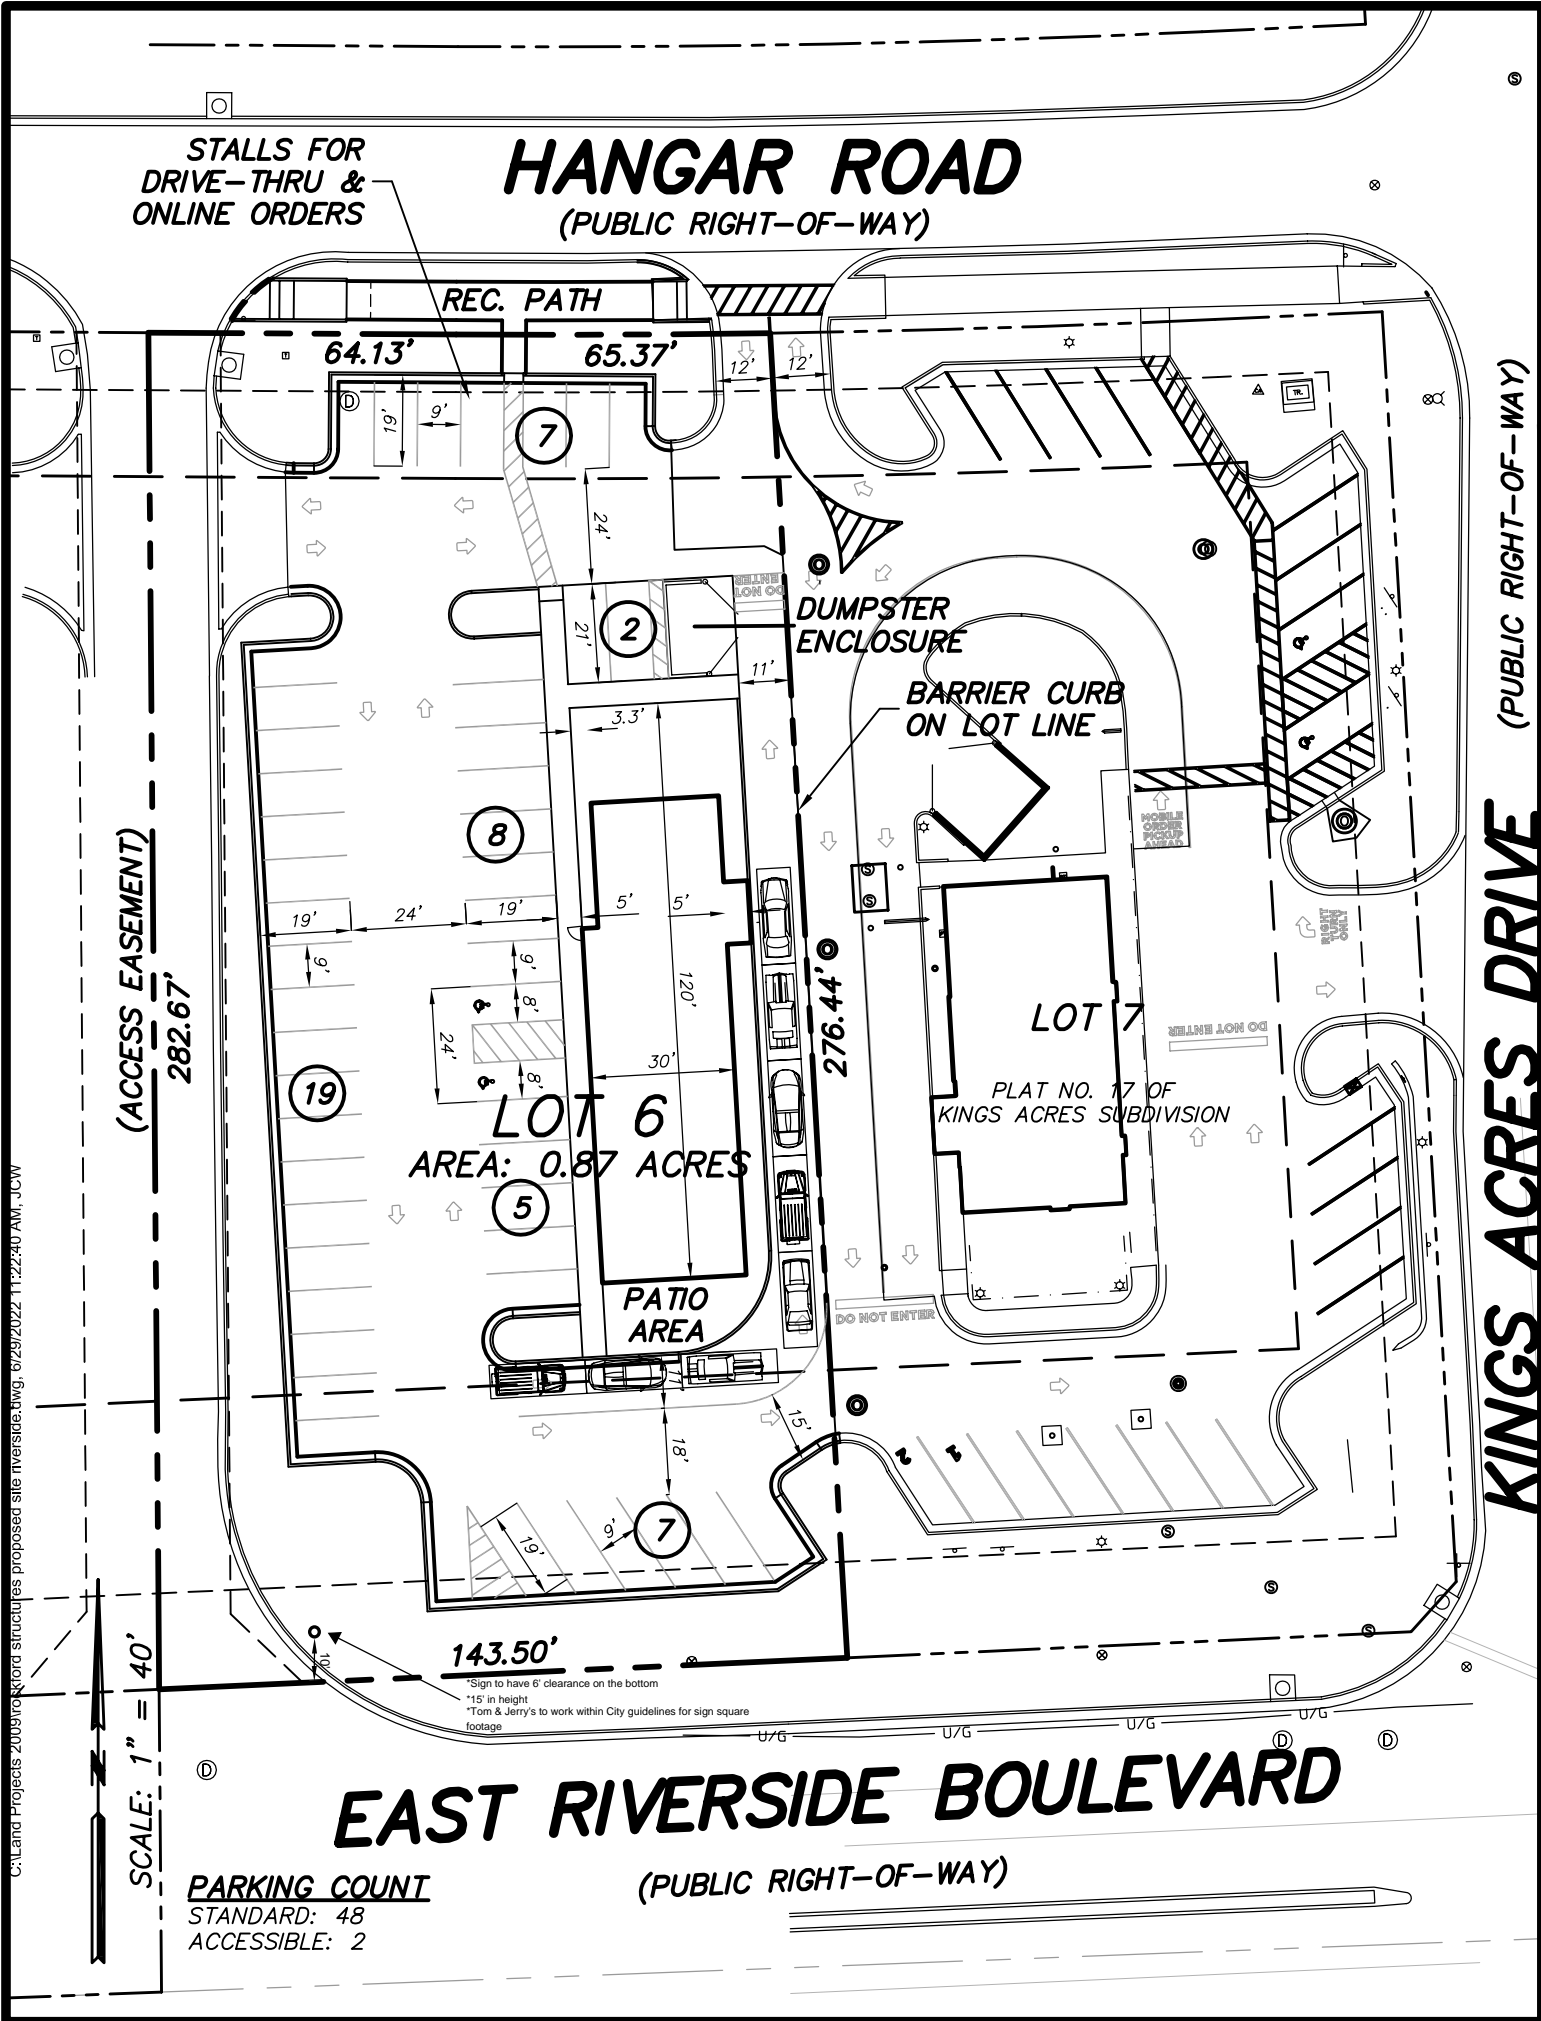 HANGAR ROAD
(PUBLIC RIGHT-OF-WAY)
STALLS FOR
DRIVE-THRU &
ONLINE ORDERS
REC. PATH
64.13'
65.37'
12'
12'
D
19'
9'
7
24'
TR.
DO NOT
ENTER
21'
2
DUMPSTER
ENCLOSURE
11'
BARRIER CURB
ON LOT LINE
3.3'
8
MOBILE
ORDER
PICKUP
AHEAD
(ACCESS EASEMENT)
282.67'
19'
24'
19'
5'
5'
9'
9'
8'
24'
8'
120'
30'
276.44'
RIGHT
TURN
ONLY
DO NOT ENTER
LOT 7
PLAT NO. 17 OF
KINGS ACRES SUBDIVISION
19
LOT 6
AREA: 0.87 ACRES
5
PATIO
AREA
DO NOT ENTER
11'
18'
15'
2
1
19'
9'
7
KINGS ACRES DRIVE
(PUBLIC RIGHT-OF-WAY)
S
S
S
S
S
S
10'
143.50'
*Sign to have 6' clearance on the bottom
*15' in height
*Tom & Jerry's to work within City guidelines for sign square
footage
U/G
U/G
U/G
U/G
D
D
D
N
SCALE: 1" = 40'
EAST RIVERSIDE BOULEVARD
(PUBLIC RIGHT-OF-WAY)
PARKING COUNT
STANDARD: 48
ACCESSIBLE: 2
C:\Land Projects 2009\rockford structures proposed site riverside.dwg, 6/29/2022 11:22:40 AM, JCW